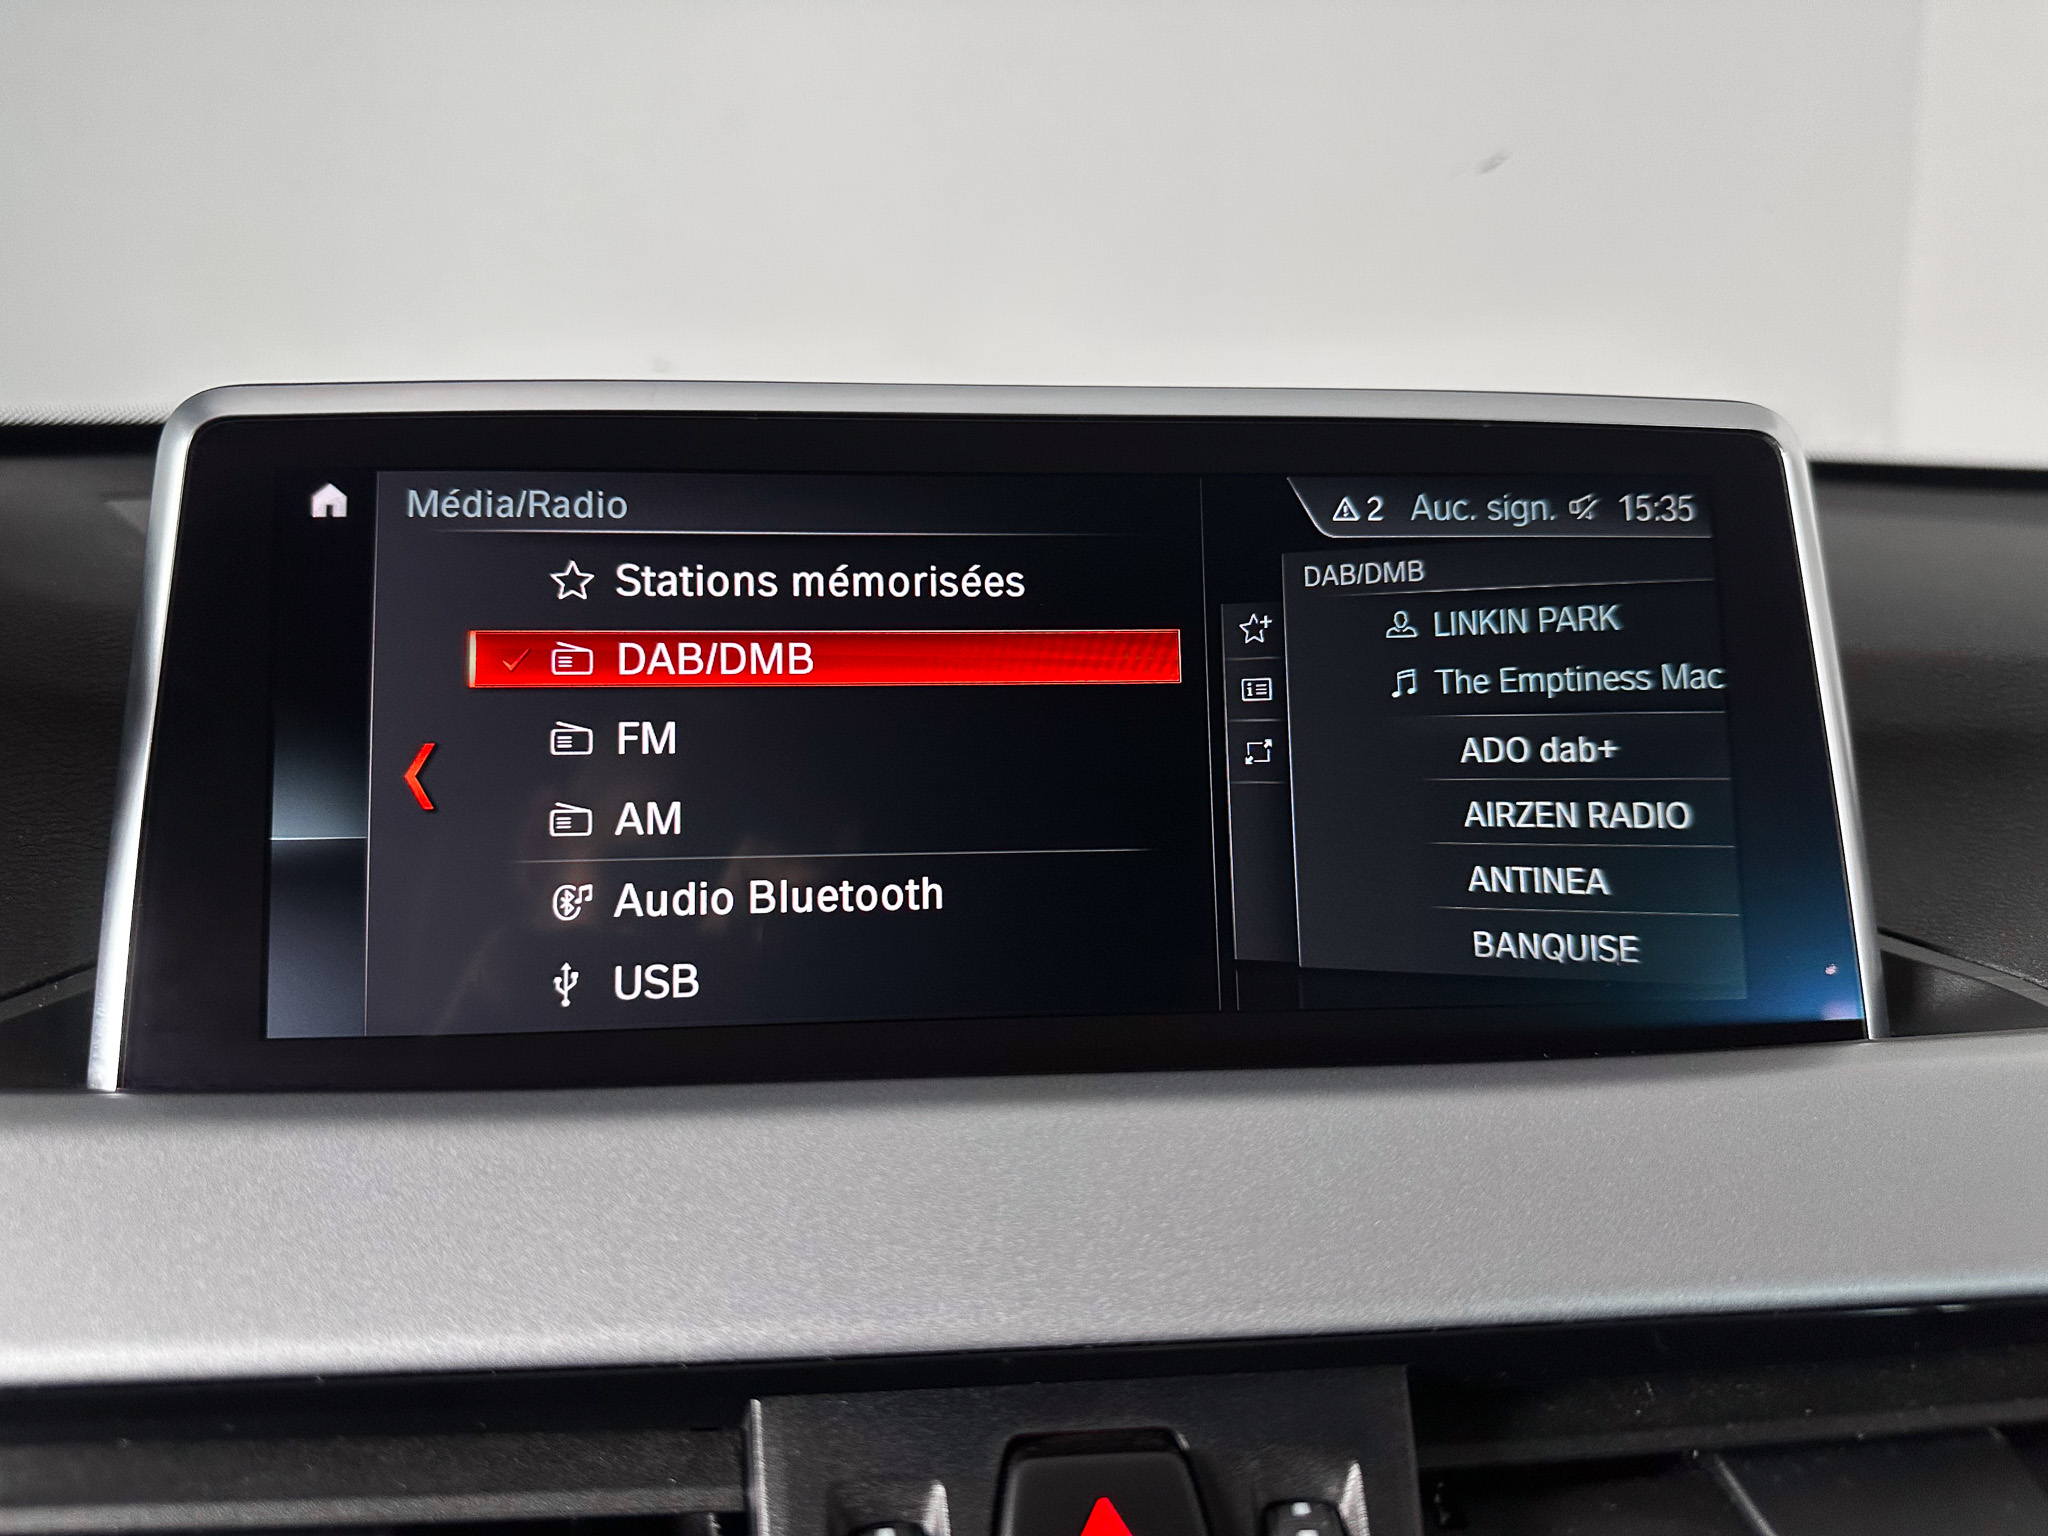 Média/Radio
2 Auc. sign. 15:35
Stations mémorisées
DAB/DMB
FM
AM
Audio Bluetooth
USB
DAB/DMB
LINKIN PARK
The Emptiness Mac
ADO dab+
AIRZEN RADIO
ANTINEA
BANQUISE